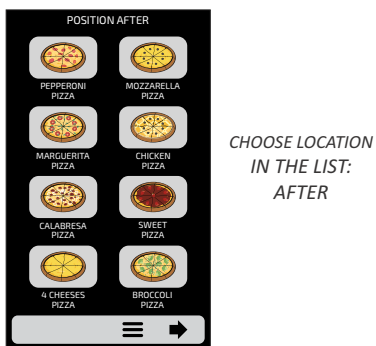 POSITION AFTER
PEPPERONI
PIZZA
MOZZARELLA
PIZZA
MARGUERITA
PIZZA
CHICKEN
PIZZA
CALABRESA
PIZZA
SWEET
PIZZA
4 CHEESES
PIZZA
BROCCOLI
PIZZA
CHOOSE LOCATION
IN THE LIST:
AFTER